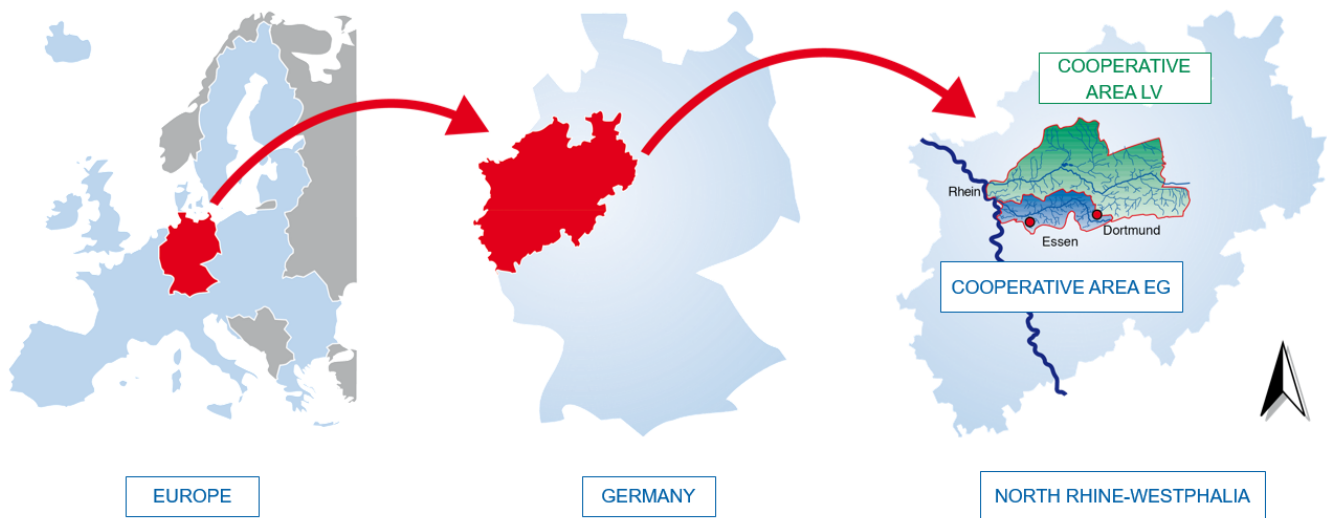 COOPERATIVE
AREA LV
Rhein
Dortmund
Essen
COOPERATIVE AREA EG
EUROPE
GERMANY
NORTH RHINE-WESTPHALIA